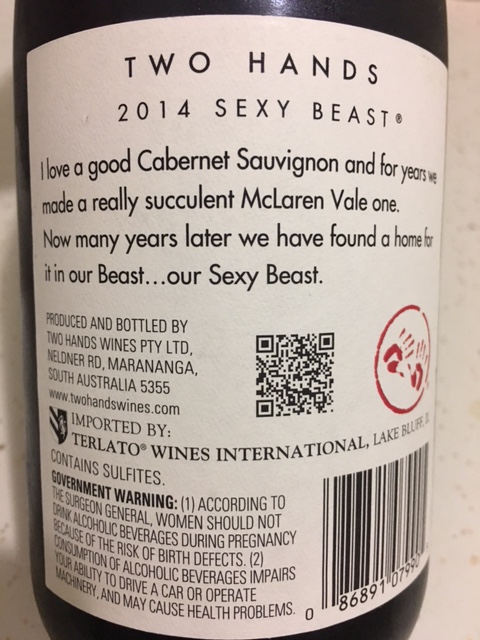 TWO HANDS
2014 SEXY BEAST®
I love a good Cabernet Sauvignon and for years we
made a really succulent McLaren Vale one.
Now many years later we have found a home for
it in our Beast...our Sexy Beast.
PRODUCED AND BOTTLED BY
TWO HANDS WINES PTY LTD,
NELDNER RD, MARANANGA,
SOUTH AUSTRALIA 5355
www.twohandswines.com
IMPORTED BY:
TERLATO® WINES INTERNATIONAL, LAKE BLUFF,
CONTAINS SULFITES.
GOVERNMENT WARNING: (1) ACCORDING TO
THE SURGEON GENERAL, WOMEN SHOULD NOT
DRINK ALCOHOLIC BEVERAGES DURING PREGNANCY
BECAUSE OF THE RISK OF BIRTH DEFECTS. (2)
CONSUMPTION OF ALCOHOLIC BEVERAGES IMPAIRS
YOUR ABILITY TO DRIVE A CAR OR OPERATE
MACHINERY, AND MAY CAUSE HEALTH PROBLEMS.
0 86891